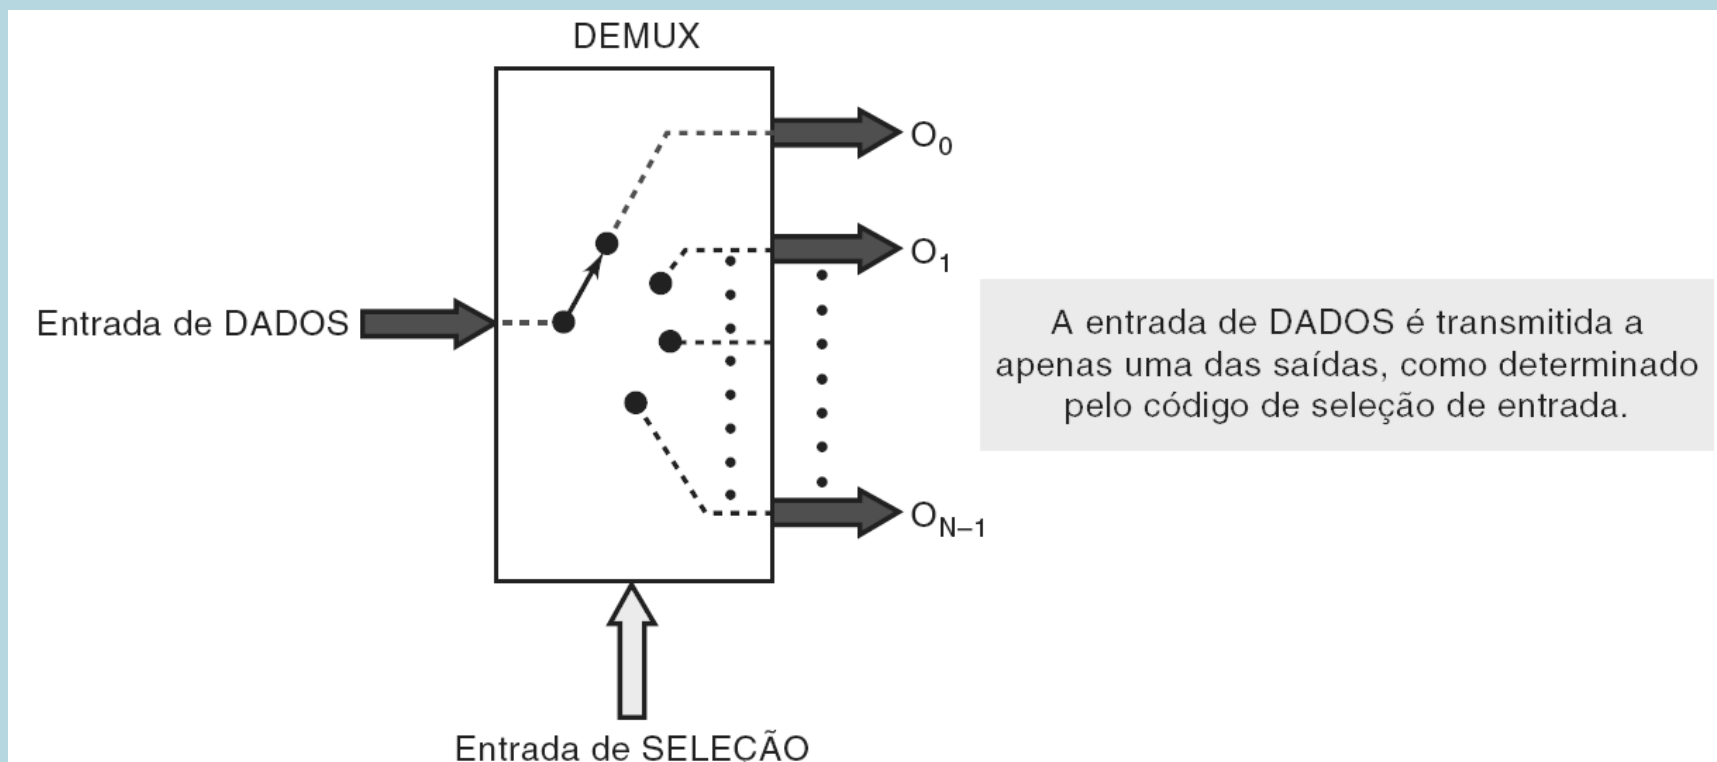 DEMUX
O0
O1
Entrada de DADOS
A entrada de DADOS é transmitida a
apenas uma das saídas, como determinado
pelo código de seleção de entrada.
ON–1
Entrada de SELEÇÃO